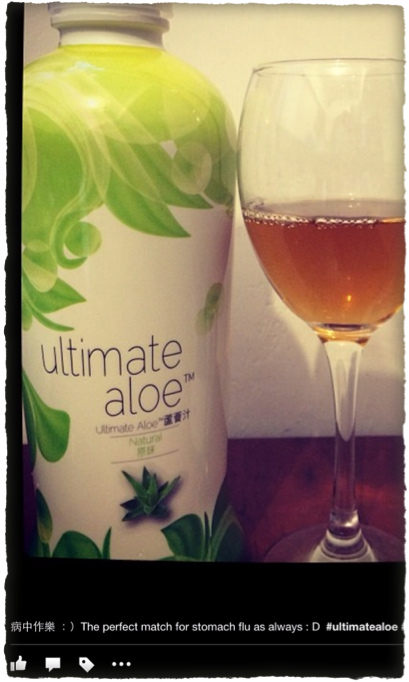 ultimate
aloe™
Ultimate Aloe™蘆薈汁
Natural
原味
病中作樂 ：）The perfect match for stomach flu as always : D #ultimatealoe